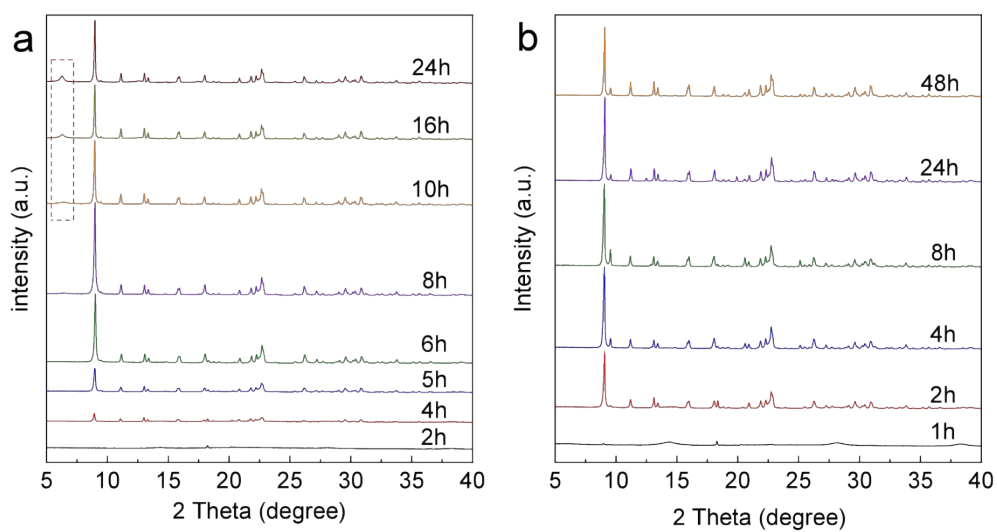 a
24h
16h
10h
8h
6h
5h
4h
2h
intensity (a.u.)
5 10 15 20 25 30 35 40
2 Theta (degree)
b
48h
24h
8h
4h
2h
1h
Intensity (a.u.)
5 10 15 20 25 30 35 40
2 Theta (degree)